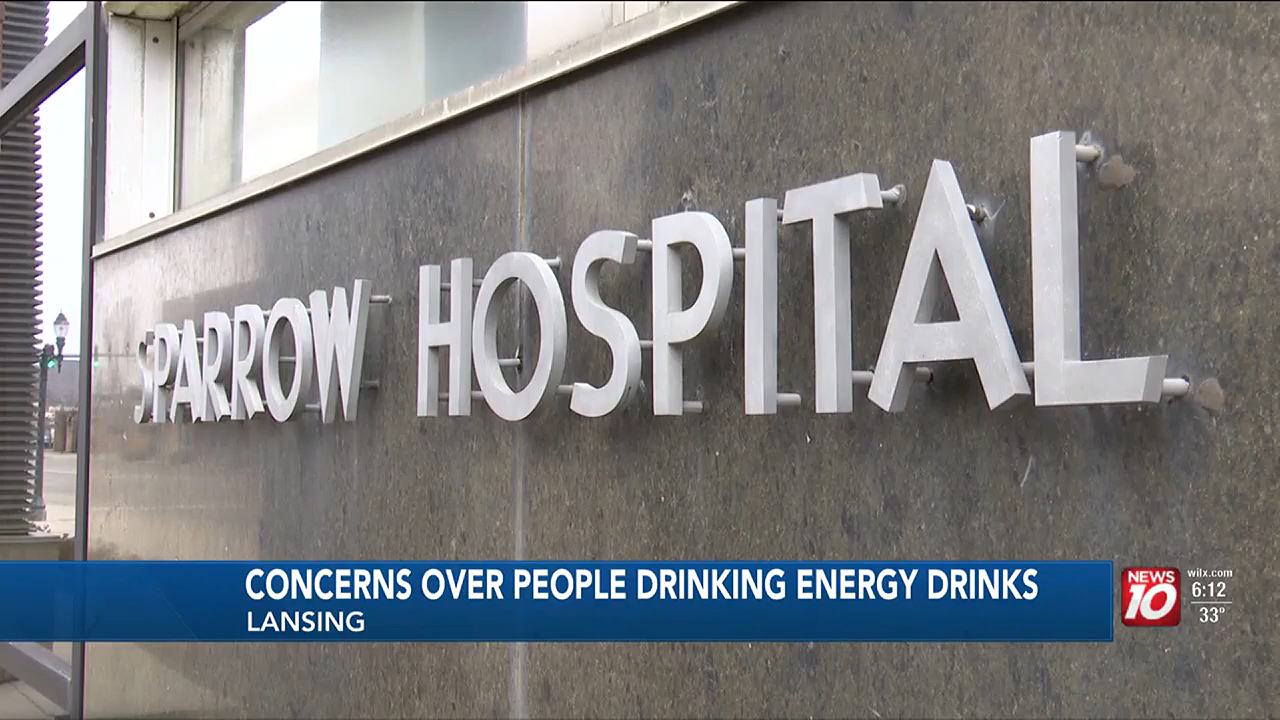 SPARROW HOSPITAL
CONCERNS OVER PEOPLE DRINKING ENERGY DRINKS
LANSING
NEWS
10
wilx.com
6:12
33°